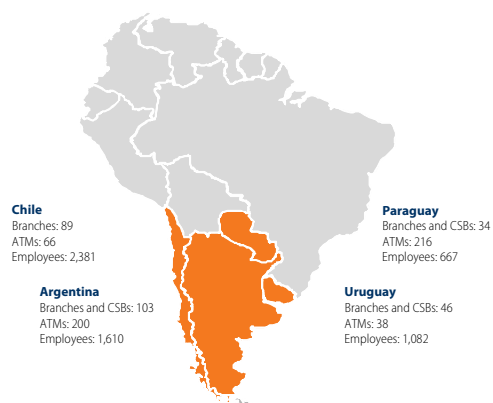 Chile
Branches: 89
ATMs: 66
Employees: 2,381
Paraguay
Branches and CSBs: 34
ATMs: 216
Employees: 667
Argentina
Branches and CSBs: 103
ATMs: 200
Employees: 1,610
Uruguay
Branches and CSBs: 46
ATMs: 38
Employees: 1,082